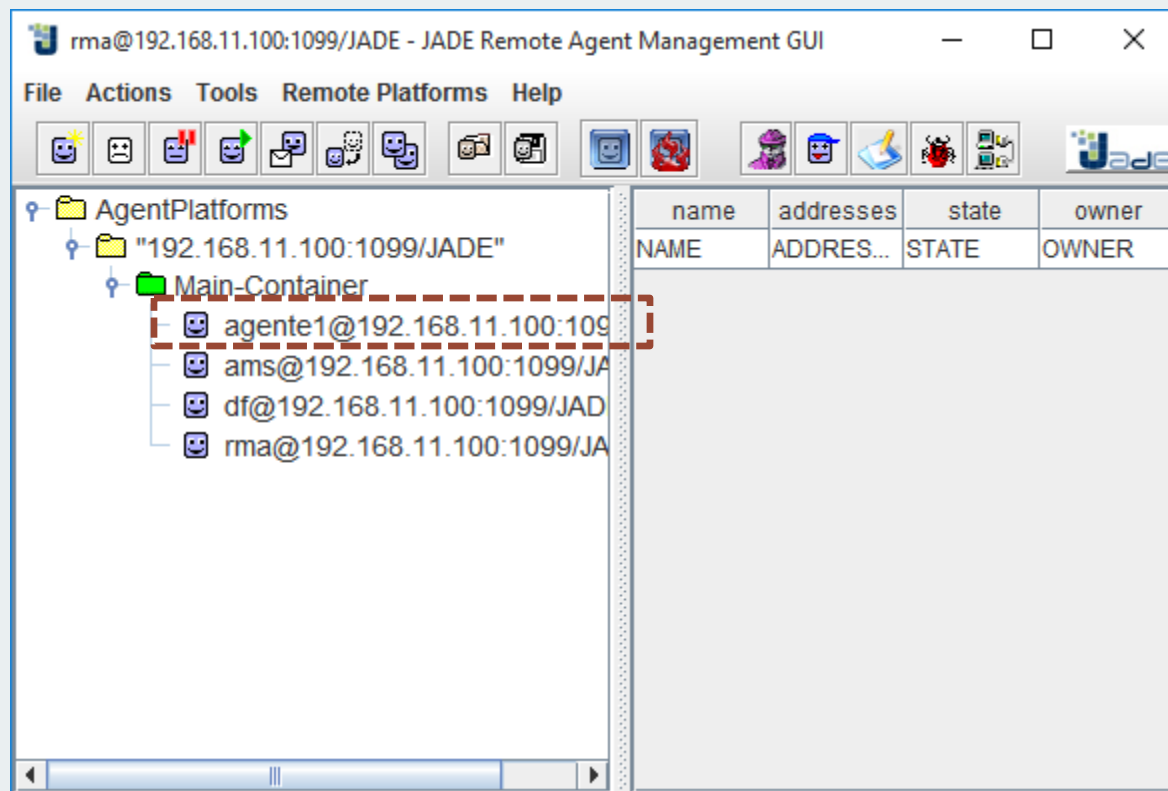 rma@192.168.11.100:1099/JADE - JADE Remote Agent Management GUI
File Actions Tools Remote Platforms Help
Jade
AgentPlatforms
"192.168.11.100:1099/JADE"
Main-Container
agente1@192.168.11.100:109
ams@192.168.11.100:1099/JA
df@192.168.11.100:1099/JAD
rma@192.168.11.100:1099/JA
name addresses state owner
NAME ADDRES... STATE OWNER